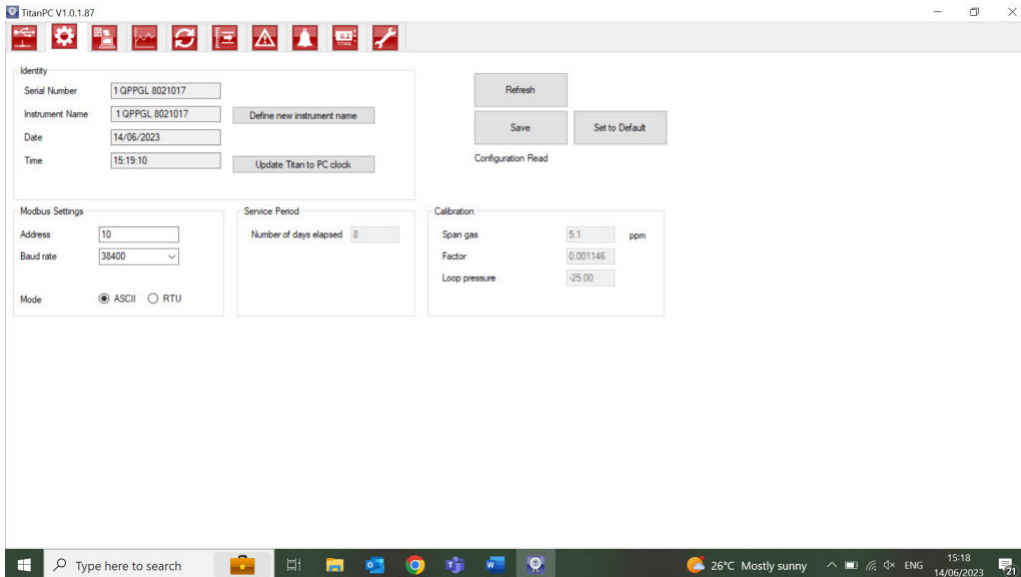 TitanPC V1.0.1.87
Identity
Serial Number 1 QPPGL 8021017
Instrument Name 1 QPPGL 8021017 Define new instrument name
Date 14/06/2023
Time 15:19:10 Update Titan to PC clock
Refresh
Save Set to Default
Configuration Read
Modbus Settings
Address 10
Baud rate 38400
Mode ASCII RTU
Service Period
Number of days elapsed 8
Calibration
Span gas 5.1 ppm
Factor 0.001146
Loop pressure -25.00
Type here to search
26°C Mostly sunny
ENG
15:18
14/06/2023
21